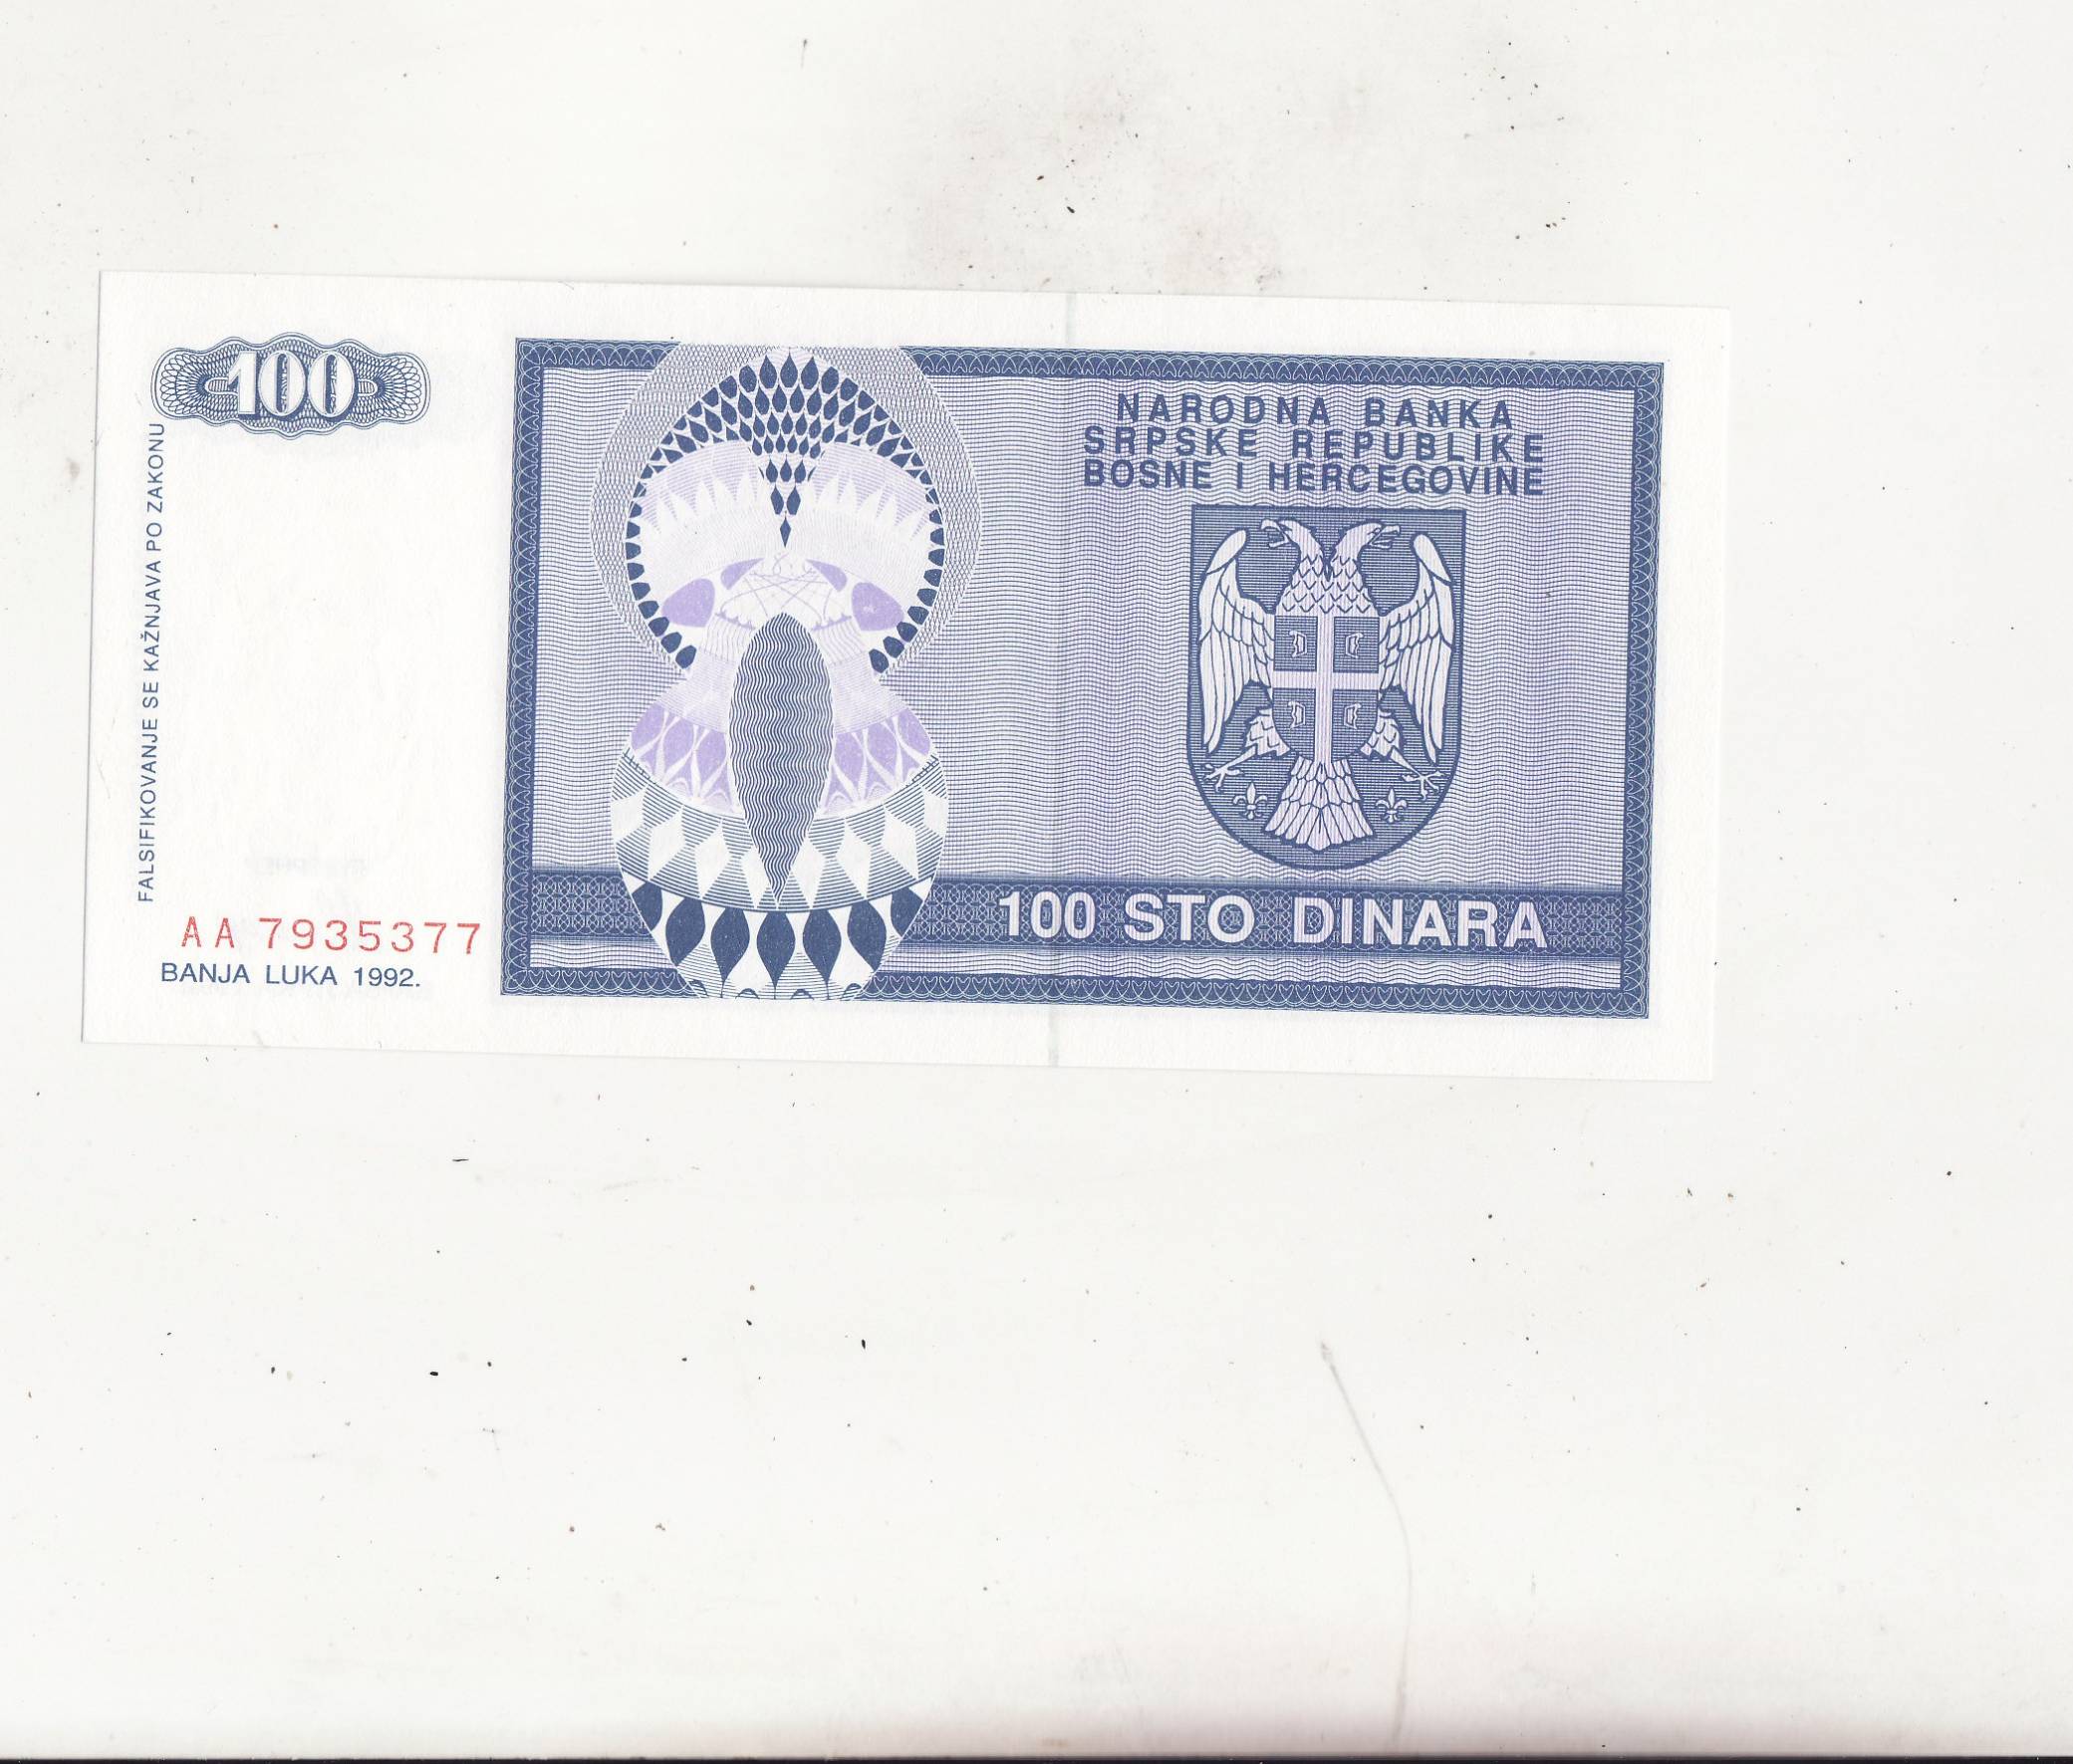 100
FALSIFIKOVANJE SE KAŽNJAVA PO ZAKONU
AA 7935377
BANJA LUKA 1992.
NARODNA BANKA
SRPSKE REPUBLIKE
BOSNE I HERCEGOVINE
100 STO DINARA